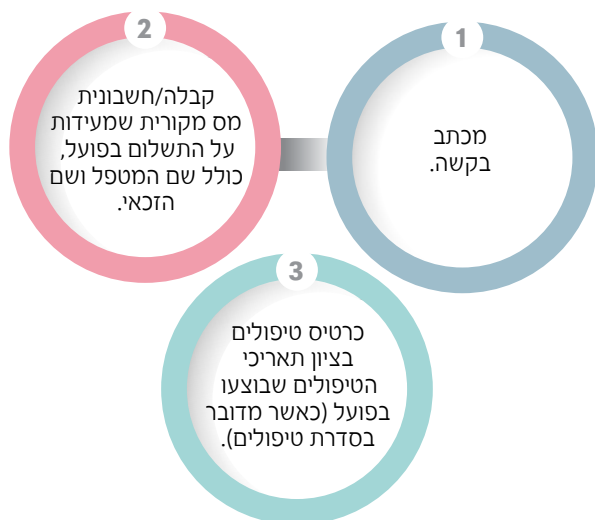 1
מכתב
בקשה.
2
קבלה/חשבונית
מס מקורית שמעידות
על התשלום בפועל,
כולל שם המטפל ושם
הזכאי.
3
כרטיס טיפולים
בציון תאריכי
הטיפולים שבוצעו
בפועל (כאשר מדובר
בסדרת טיפולים).